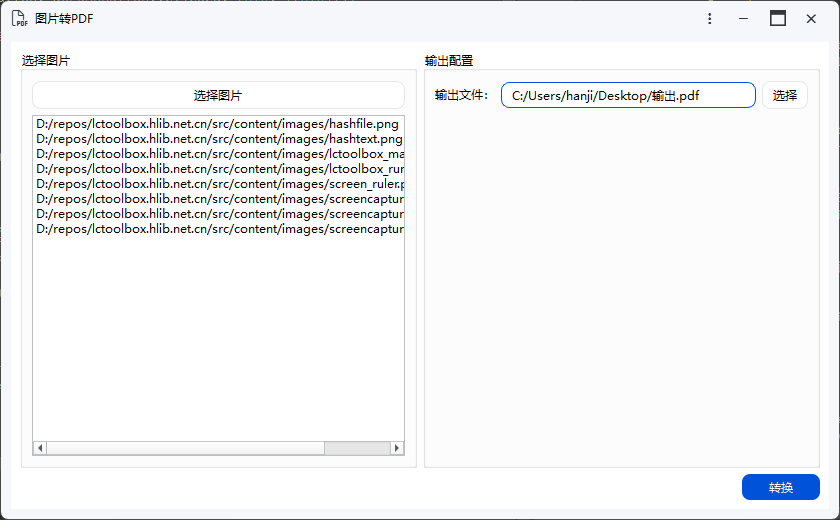 图片转PDF
选择图片
选择图片
D:/repos/lctoolbox.hlib.net.cn/src/content/images/hashfile.png
D:/repos/lctoolbox.hlib.net.cn/src/content/images/hashtext.png
D:/repos/lctoolbox.hlib.net.cn/src/content/images/lctoolbox_ma
D:/repos/lctoolbox.hlib.net.cn/src/content/images/lctoolbox_rur
D:/repos/lctoolbox.hlib.net.cn/src/content/images/screen_ruler.p
D:/repos/lctoolbox.hlib.net.cn/src/content/images/screencaptur
D:/repos/lctoolbox.hlib.net.cn/src/content/images/screencaptur
D:/repos/lctoolbox.hlib.net.cn/src/content/images/screencaptur
输出配置
输出文件: C:/Users/hanji/Desktop/输出.pdf 选择
转换